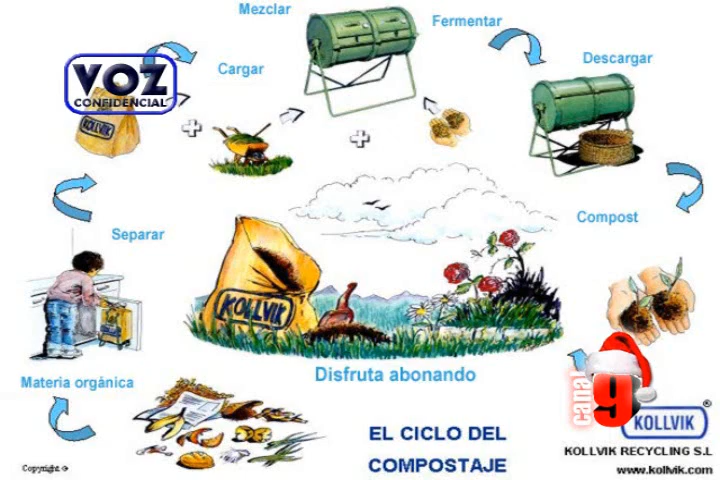 Mezclar
Fermentar
Descargar
Cargar
VOZ
CONFIDENCIAL
KOLLVIK
Compost
Separar
KOLLVIK
Disfruta abonando
Materia orgánica
canal
9
KOLLVIK ®
KOLLVIK RECYCLING S.L
www.kollvik.com
EL CICLO DEL
COMPOSTAJE
Copyright ©